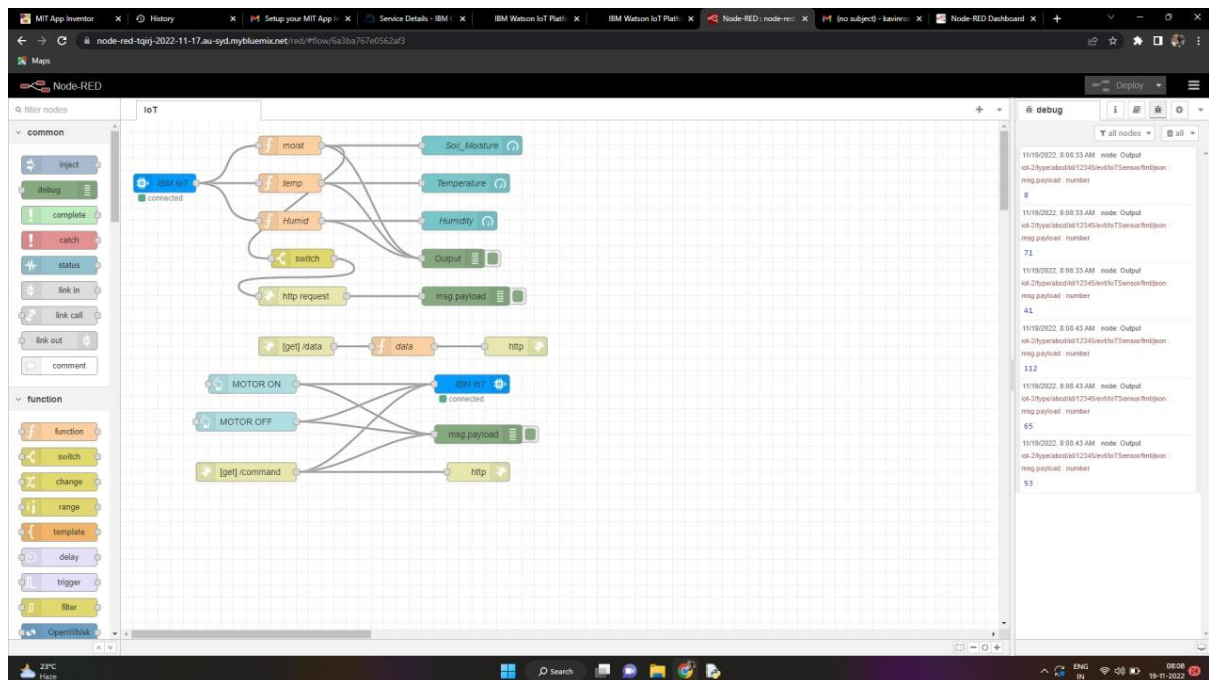 MIT App Inventor
History
Setup your MIT App In
Service Details - IBM C
IBM Watson IoT Platfo
IBM Watson IoT Platfo
Node-RED : node-red
(no subject) - kavinro
Node-RED Dashboard
node-red-tqirj-2022-11-17.au-syd.mybluemix.net/red/#flow/6a3ba767e0562af3
Maps
Node-RED
Deploy
filter nodes
common
inject
debug
complete
catch
status
link in
link call
link out
comment
function
function
switch
change
range
template
delay
trigger
filter
OpenWhisk
IoT
IBM IoT
connected
moist
Soil_Moisture
temp
Temperature
Humid
Humidity
switch
Output
http request
msg.payload
[get] /data
data
http
MOTOR ON
IBM IoT
connected
MOTOR OFF
msg.payload
[get] /command
http
debug
all nodes
all
11/19/2022, 8:08:33 AM node: Output
iot-2/type/abcd/id/12345/evt/IoTSensor/fmt/json :
msg.payload : number
8
11/19/2022, 8:08:33 AM node: Output
iot-2/type/abcd/id/12345/evt/IoTSensor/fmt/json :
msg.payload : number
71
11/19/2022, 8:08:33 AM node: Output
iot-2/type/abcd/id/12345/evt/IoTSensor/fmt/json :
msg.payload : number
41
11/19/2022, 8:08:43 AM node: Output
iot-2/type/abcd/id/12345/evt/IoTSensor/fmt/json :
msg.payload : number
112
11/19/2022, 8:08:43 AM node: Output
iot-2/type/abcd/id/12345/evt/IoTSensor/fmt/json :
msg.payload : number
65
11/19/2022, 8:08:43 AM node: Output
iot-2/type/abcd/id/12345/evt/IoTSensor/fmt/json :
msg.payload : number
53
23°C
Haze
Search
ENG
IN
08:08
19-11-2022